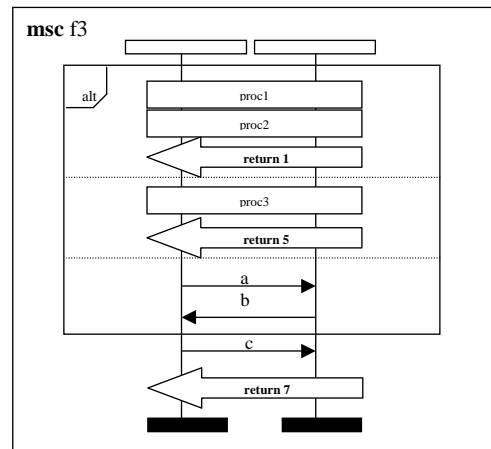 msc f3
alt
proc1
proc2
return 1
proc3
return 5
a
b
c
return 7